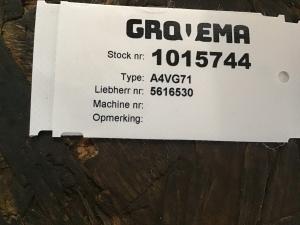 GROVEMA
Stock nr: 1015744
Type: A4VG71
Liebherr nr: 5616530
Machine nr:
Opmerking: